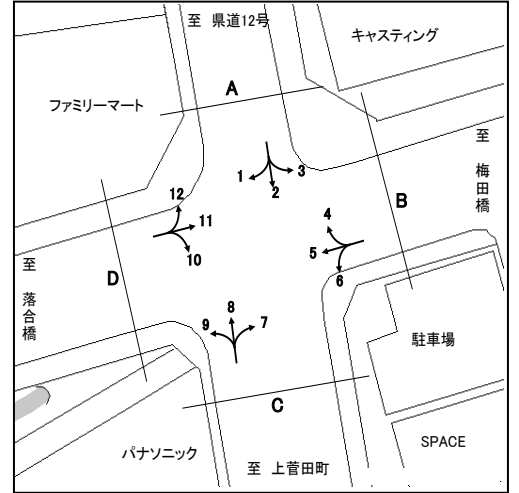 至 県道12号
キャスティング
A
ファミリーマート
至 梅田橋
1
2
3
12
11
10
B
4
5
6
D
至 落合橋
9
8
7
駐車場
C
パナソニック
至 上菅田町
SPACE